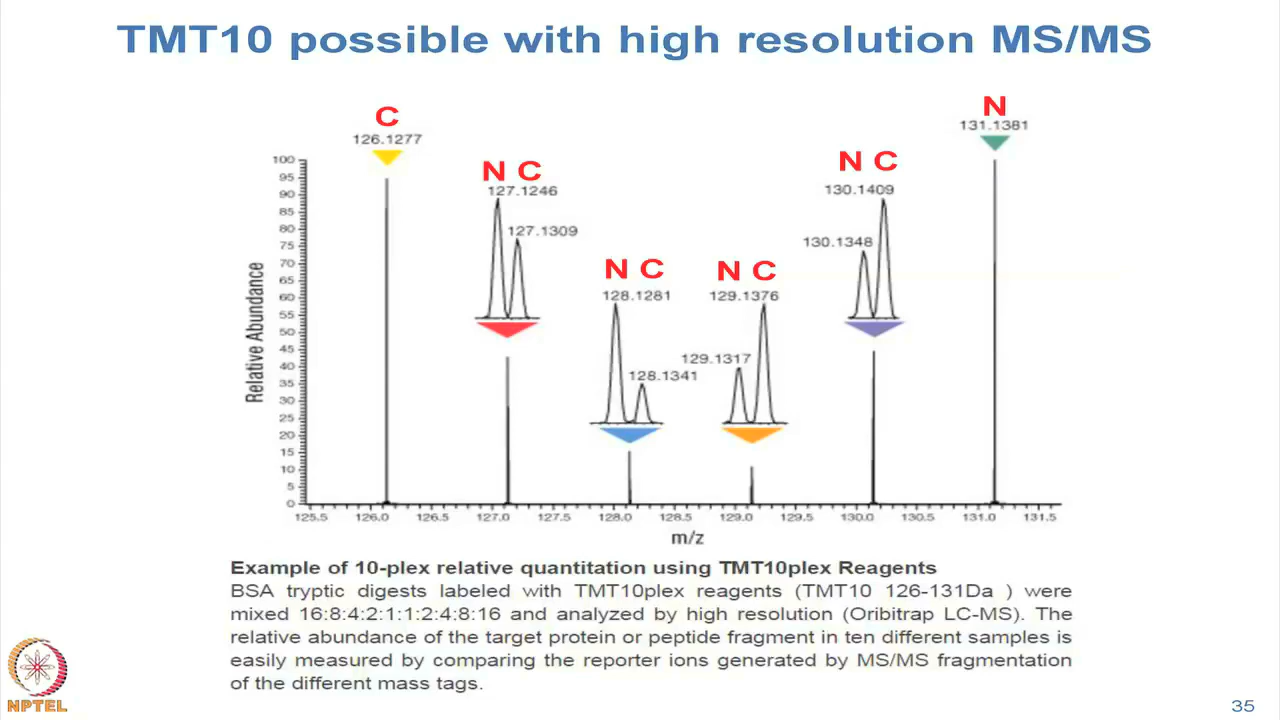 TMT10 possible with high resolution MS/MS
C
126.1277
N
131.1381
N C
127.1246
127.1309
N C
128.1281
128.1341
N C
129.1376
129.1317
N C
130.1409
130.1348
Relative Abundance
100
95
90
85
80
75
70
65
60
55
50
45
40
35
30
25
20
15
10
5
0
125.5 126.0 126.5 127.0 127.5 128.0 128.5 129.0 129.5 130.0 130.5 131.0 131.5
m/z
Example of 10-plex relative quantitation using TMT10plex Reagents
BSA tryptic digests labeled with TMT10plex reagents (TMT10 126-131Da ) were
mixed 16:8:4:2:1:1:2:4:8:16 and analyzed by high resolution (Oribitrap LC-MS). The
relative abundance of the target protein or peptide fragment in ten different samples is
easily measured by comparing the reporter ions generated by MS/MS fragmentation
of the different mass tags.
NPTEL
35